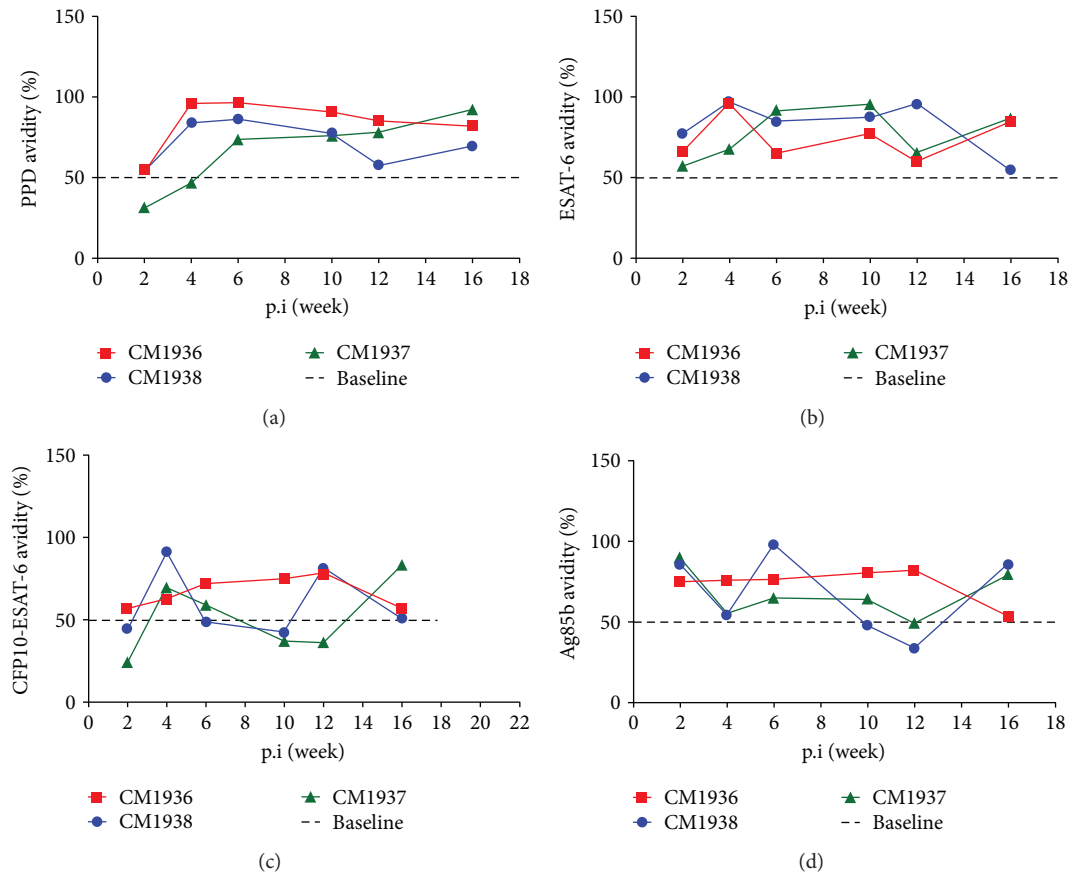 150
100
50
0
PPD avidity (%)
0 2 4 6 8 10 12 14 16 18
p.i (week)
CM1936 CM1937
CM1938 Baseline
(a)
150
100
50
0
ESAT-6 avidity (%)
0 2 4 6 8 10 12 14 16 18
p.i (week)
CM1936 CM1937
CM1938 Baseline
(b)
150
100
50
0
CFP10-ESAT-6 avidity (%)
0 2 4 6 8 10 12 14 16 18 20 22
p.i (week)
CM1936 CM1937
CM1938 Baseline
(c)
150
100
50
0
Ag85b avidity (%)
0 2 4 6 8 10 12 14 16 18
p.i (week)
CM1936 CM1937
CM1938 Baseline
(d)